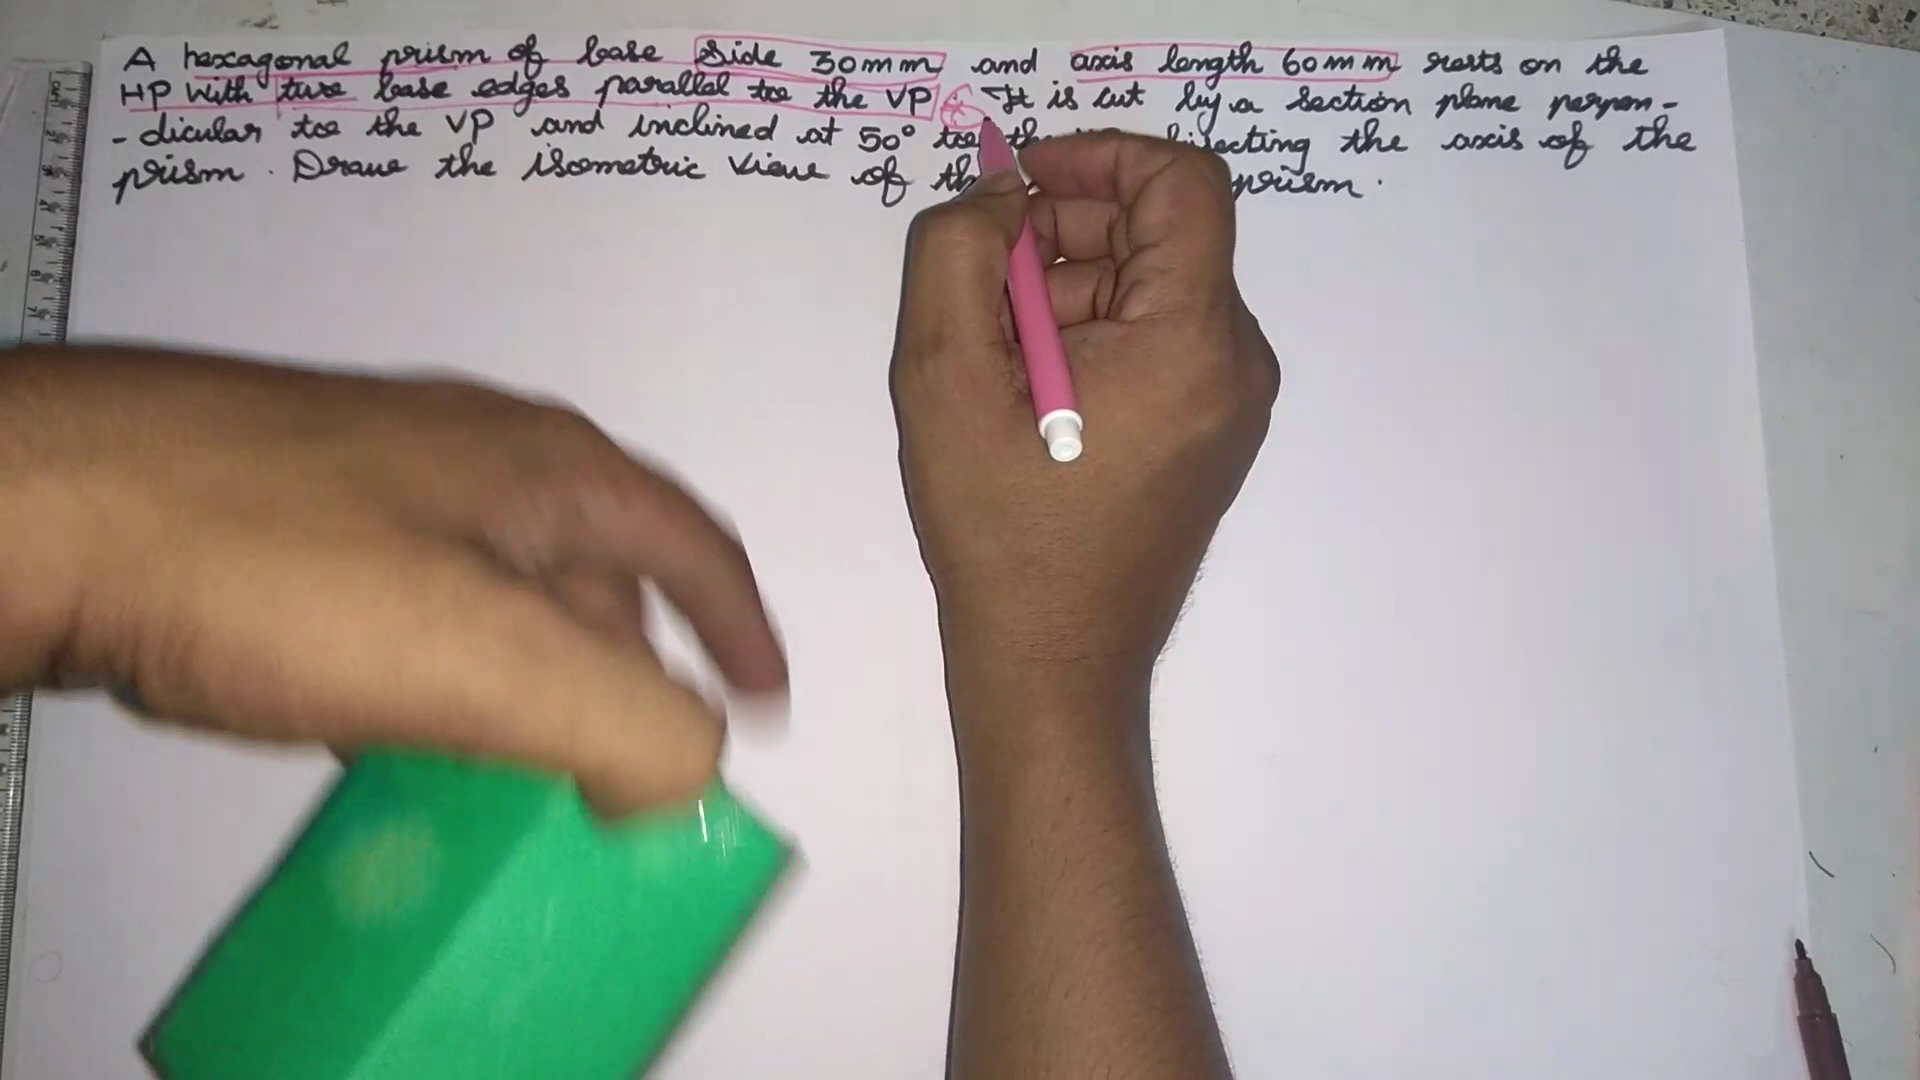 A hexagonal prism of base side 30mm and axis length 60mm rests on the
HP with two base edges parallel to the VP. It is cut by a section plane perpen-
-dicular to the VP and inclined at 50° to the bisecting the axis of the
prism. Draw the isometric view of prism.